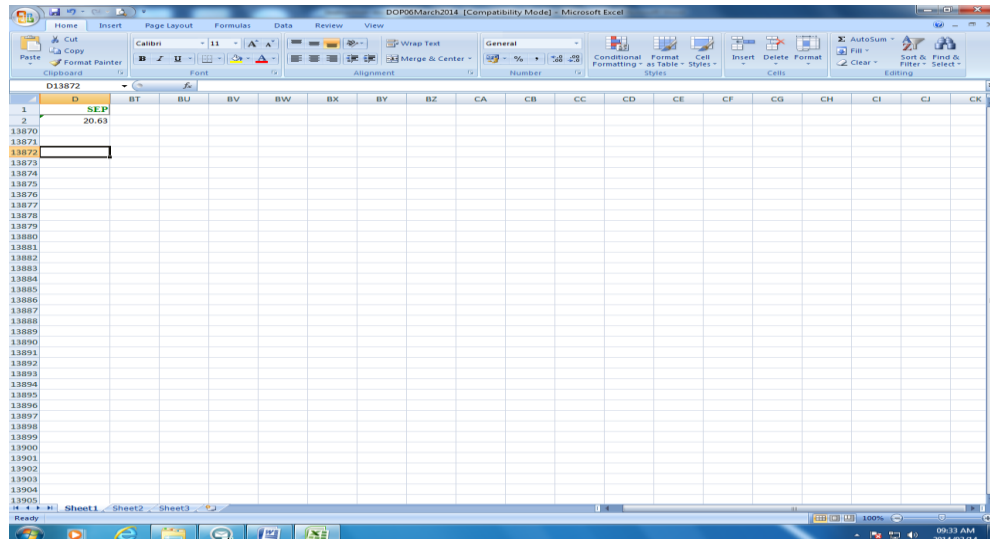 DOP06March2014 [Compatibility Mode] - Microsoft Excel
Home Insert Page Layout Formulas Data Review View
Paste
Cut
Copy
Format Painter
Clipboard
Calibri 11 A A
B I U A
Font
Wrap Text
Merge & Center
Alignment
General
% ,
Number
Conditional Formatting
Format as Table
Cell Styles
Styles
Insert Delete Format
Cells
Σ AutoSum
Fill
Clear
Sort & Filter
Find & Select
Editing
D13872 fx
D BT BU BV BW BX BY BZ CA CB CC CD CE CF CG CH CI CJ CK
1 SEP
2 20.63
13870
13871
13872
13873
13874
13875
13876
13877
13878
13879
13880
13881
13882
13883
13884
13885
13886
13887
13888
13889
13890
13891
13892
13893
13894
13895
13896
13897
13898
13899
13900
13901
13902
13903
13904
13905
Sheet1 Sheet2 Sheet3
Ready 100%
09:33 AM